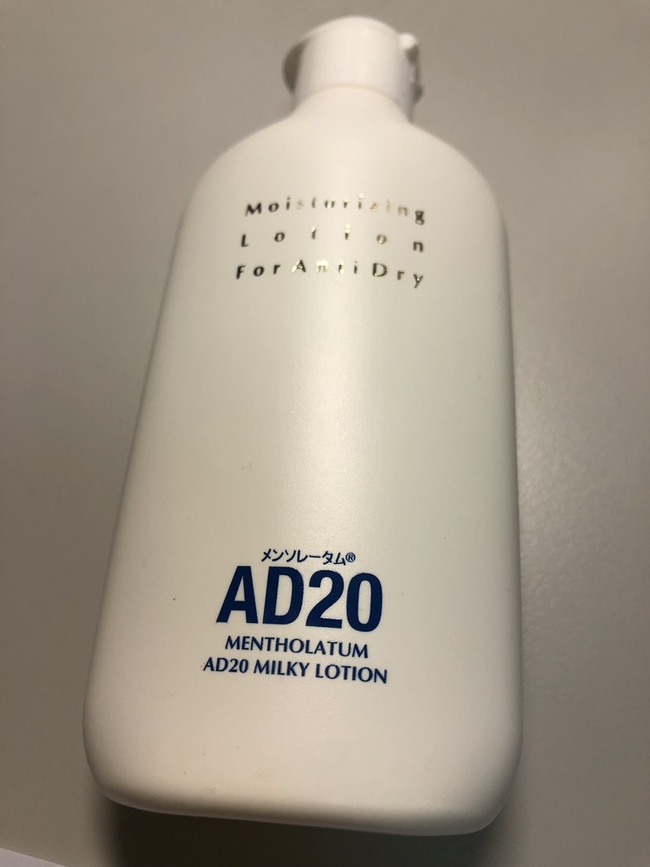 Moisturizing
Lotion
For Anti Dry
メンソレータム®
AD20
MENTHOLATUM
AD20 MILKY LOTION